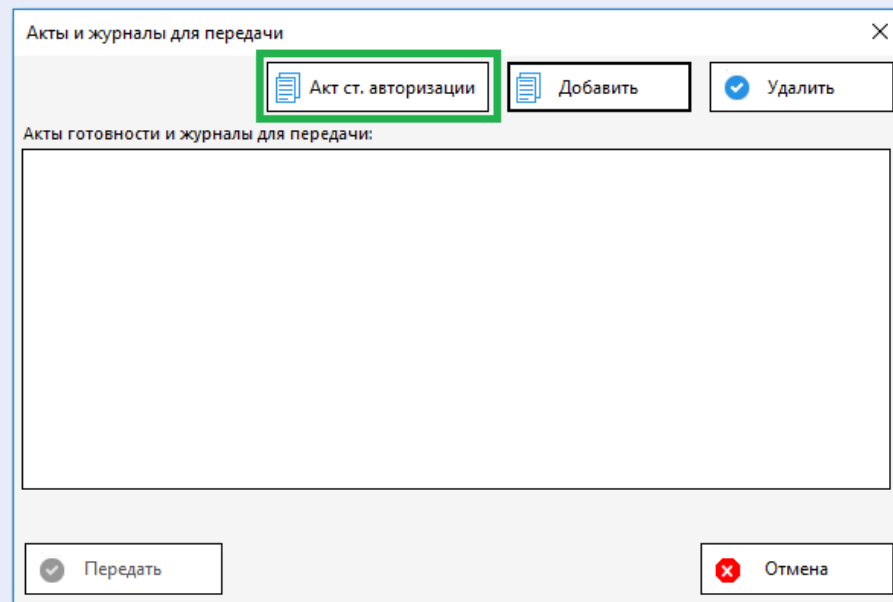 Акты и журналы для передачи
Акт ст. авторизации Добавить Удалить
Акты готовности и журналы для передачи:
Передать Отмена